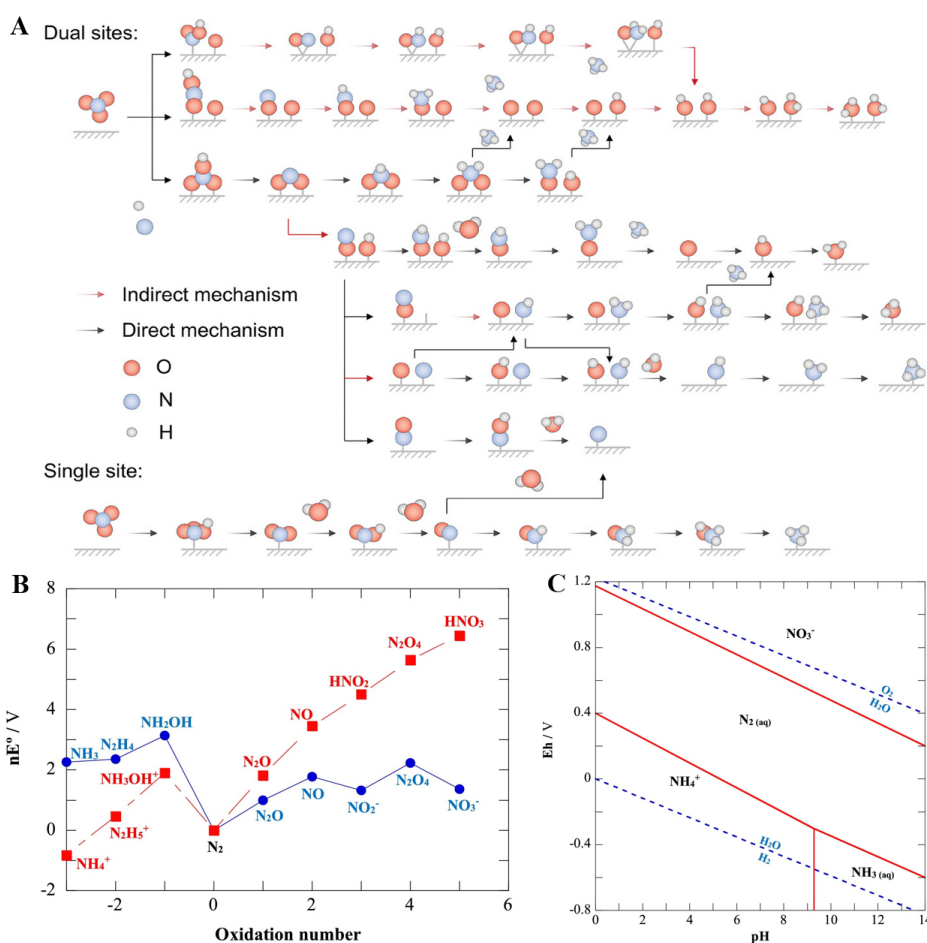 A
Dual sites:
Indirect mechanism
Direct mechanism
O
N
H
Single site:
B
8
6
4
2
0
-2
-2
0
2
4
6
nE° / V
Oxidation number
NH₃
N₂H₄
NH₂OH
NH₃OH⁺
N₂H₅⁺
NH₄⁺
N₂
N₂O
NO
HNO₂
N₂O₄
HNO₃
N₂O
NO
NO₂⁻
N₂O₄
NO₃⁻
C
1.2
0.8
0.4
0
-0.4
-0.8
0
2
4
6
8
10
12
14
Eh / V
pH
NO₃⁻
O₂
H₂O
N₂ (aq)
NH₄⁺
H₂O
H₂
NH₃ (aq)